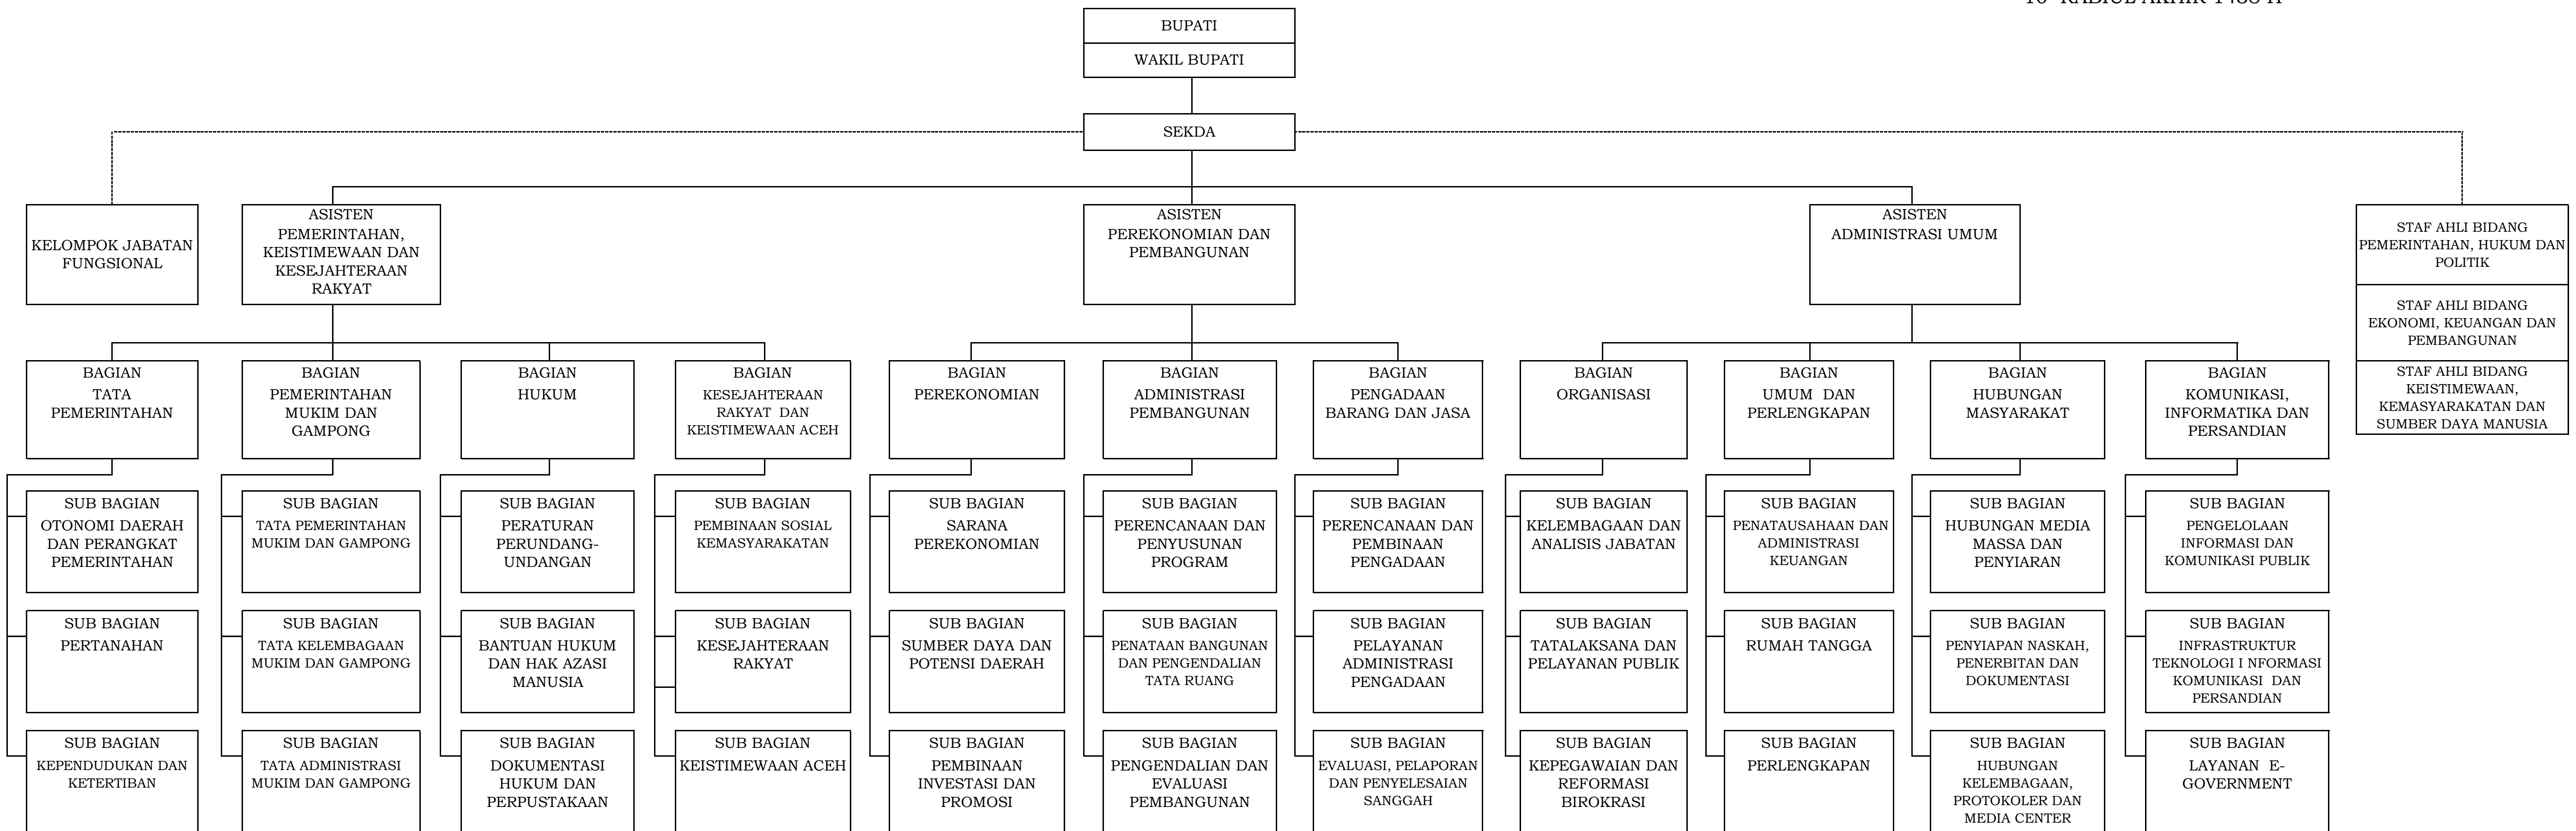 BUPATI
WAKIL BUPATI
SEKDA
KELOMPOK JABATAN
FUNGSIONAL
ASISTEN
PEMERINTAHAN,
KEISTIMEWAAN DAN
KESEJAHTERAAN
RAKYAT
ASISTEN
PEREKONOMIAN DAN
PEMBANGUNAN
ASISTEN
ADMINISTRASI UMUM
STAF AHLI BIDANG
PEMERINTAHAN, HUKUM DAN
POLITIK
STAF AHLI BIDANG
EKONOMI, KEUANGAN DAN
PEMBANGUNAN
STAF AHLI BIDANG
KEISTIMEWAAN,
KEMASYARAKATAN DAN
SUMBER DAYA MANUSIA
BAGIAN
TATA
PEMERINTAHAN
BAGIAN
PEMERINTAHAN
MUKIM DAN
GAMPONG
BAGIAN
HUKUM
BAGIAN
KESEJAHTERAAN
RAKYAT  DAN
KEISTIMEWAAN ACEH
BAGIAN
PEREKONOMIAN
BAGIAN
ADMINISTRASI
PEMBANGUNAN
BAGIAN
PENGADAAN
BARANG DAN JASA
BAGIAN
ORGANISASI
BAGIAN
UMUM  DAN
PERLENGKAPAN
BAGIAN
HUBUNGAN
MASYARAKAT
BAGIAN
KOMUNIKASI,
INFORMATIKA DAN
PERSANDIAN
SUB BAGIAN
OTONOMI DAERAH
DAN PERANGKAT
PEMERINTAHAN
SUB BAGIAN
TATA PEMERINTAHAN
MUKIM DAN GAMPONG
SUB BAGIAN
PERATURAN
PERUNDANG-
UNDANGAN
SUB BAGIAN
PEMBINAAN SOSIAL
KEMASYARAKATAN
SUB BAGIAN
SARANA
PEREKONOMIAN
SUB BAGIAN
PERENCANAAN DAN
PENYUSUNAN
PROGRAM
SUB BAGIAN
PERENCANAAN DAN
PEMBINAAN
PENGADAAN
SUB BAGIAN
KELEMBAGAAN DAN
ANALISIS JABATAN
SUB BAGIAN
PENATAUSAHAAN DAN
ADMINISTRASI
KEUANGAN
SUB BAGIAN
HUBUNGAN MEDIA
MASSA DAN
PENYIARAN
SUB BAGIAN
PENGELOLAAN
INFORMASI DAN
KOMUNIKASI PUBLIK
SUB BAGIAN
PERTANAHAN
SUB BAGIAN
TATA KELEMBAGAAN
MUKIM DAN GAMPONG
SUB BAGIAN
BANTUAN HUKUM
DAN HAK AZASI
MANUSIA
SUB BAGIAN
KESEJAHTERAAN
RAKYAT
SUB BAGIAN
SUMBER DAYA DAN
POTENSI DAERAH
SUB BAGIAN
PENATAAN BANGUNAN
DAN PENGENDALIAN
TATA RUANG
SUB BAGIAN
PELAYANAN
ADMINISTRASI
PENGADAAN
SUB BAGIAN
TATALAKSANA DAN
PELAYANAN PUBLIK
SUB BAGIAN
RUMAH TANGGA
SUB BAGIAN
PENYIAPAN NASKAH,
PENERBITAN DAN
DOKUMENTASI
SUB BAGIAN
INFRASTRUKTUR
TEKNOLOGI I NFORMASI
KOMUNIKASI  DAN
PERSANDIAN
SUB BAGIAN
KEPENDUDUKAN DAN
KETERTIBAN
SUB BAGIAN
TATA ADMINISTRASI
MUKIM DAN GAMPONG
SUB BAGIAN
DOKUMENTASI
HUKUM DAN
PERPUSTAKAAN
SUB BAGIAN
KEISTIMEWAAN ACEH
SUB BAGIAN
PEMBINAAN
INVESTASI DAN
PROMOSI
SUB BAGIAN
PENGENDALIAN DAN
EVALUASI
PEMBANGUNAN
SUB BAGIAN
EVALUASI, PELAPORAN
DAN PENYELESAIAN
SANGGAH
SUB BAGIAN
KEPEGAWAIAN DAN
REFORMASI
BIROKRASI
SUB BAGIAN
PERLENGKAPAN
SUB BAGIAN
HUBUNGAN
KELEMBAGAAN,
PROTOKOLER DAN
MEDIA CENTER
SUB BAGIAN
LAYANAN  E-
GOVERNMENT